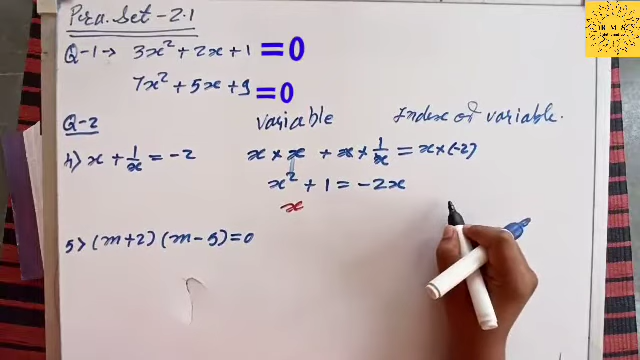 Pra. Set - 2.1
Q-1→ 3x² + 2x + 1 = 0
7x² + 5x + 9 = 0
Q-2 variable Index of variable.
x + 1/x = -2 x × x + x × 1/x = x × (-2)
x² + 1 = -2x
x
5> (m+2) (m-5) = 0